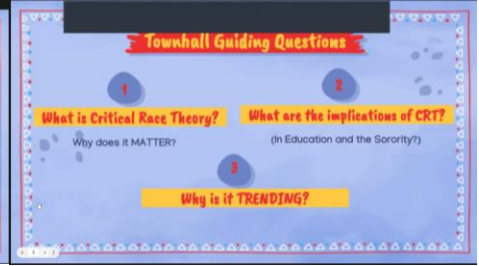 Townhall Guiding Questions
1
What is Critical Race Theory?
Why does it MATTER?
2
What are the implications of CRT?
(In Education and the Sorority?)
3
Why is it TRENDING?